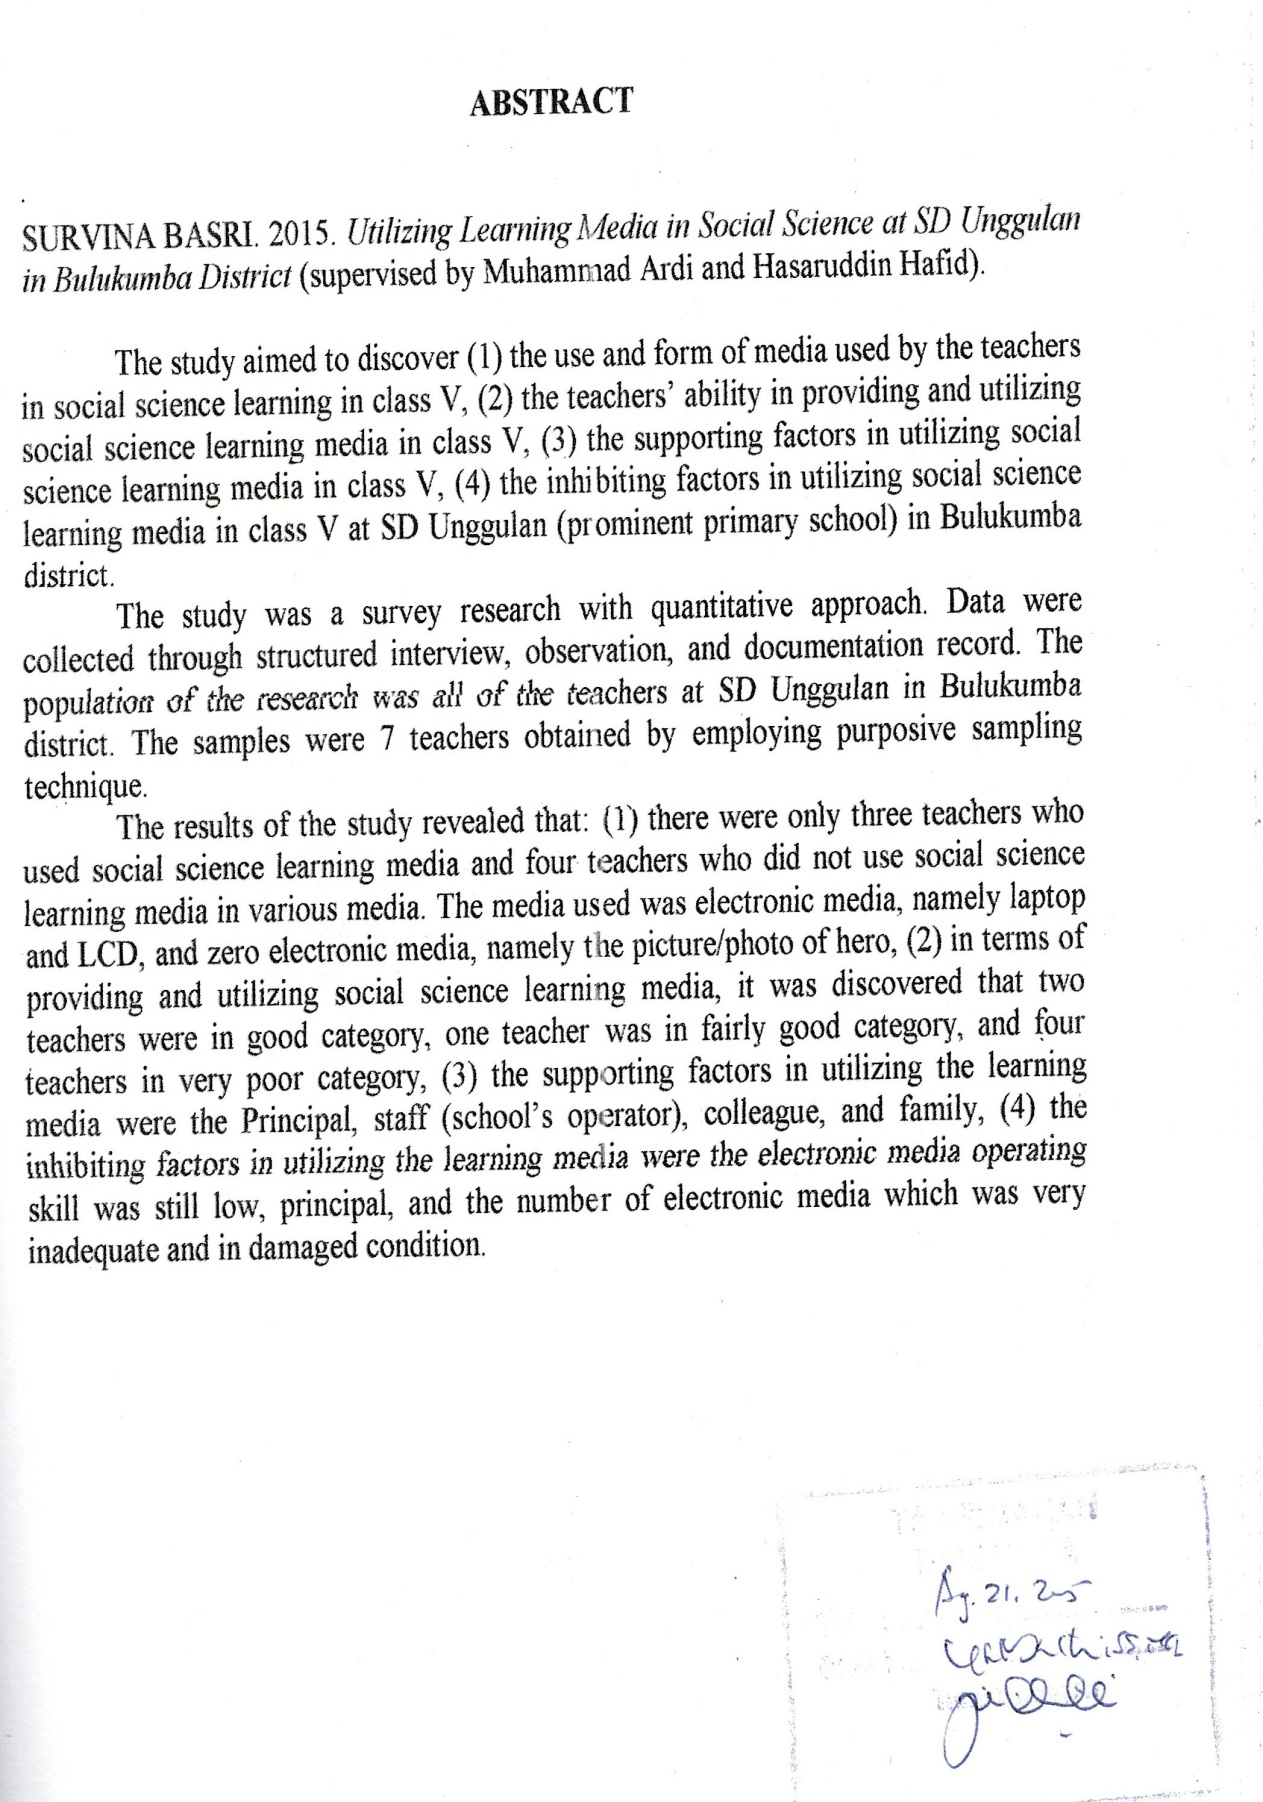 ABSTRACT
SURVINA BASRI. 2015. Utilizing Learning Media in Social Science at SD Unggulan
in Bulukumba District (supervised by Muhammad Ardi and Hasaruddin Hafid).
The study aimed to discover (1) the use and form of media used by the teachers
in social science learning in class V, (2) the teachers’ ability in providing and utilizing
social science learning media in class V, (3) the supporting factors in utilizing social
science learning media in class V, (4) the inhibiting factors in utilizing social science
learning media in class V at SD Unggulan (prominent primary school) in Bulukumba
district.
The study was a survey research with quantitative approach. Data were
collected through structured interview, observation, and documentation record. The
population of the research was all of the teachers at SD Unggulan in Bulukumba
district. The samples were 7 teachers obtained by employing purposive sampling
technique.
The results of the study revealed that: (1) there were only three teachers who
used social science learning media and four teachers who did not use social science
learning media in various media. The media used was electronic media, namely laptop
and LCD, and zero electronic media, namely the picture/photo of hero, (2) in terms of
providing and utilizing social science learning media, it was discovered that two
teachers were in good category, one teacher was in fairly good category, and four
teachers in very poor category, (3) the supporting factors in utilizing the learning
media were the Principal, staff (school’s operator), colleague, and family, (4) the
inhibiting factors in utilizing the learning media were the electronic media operating
skill was still low, principal, and the number of electronic media which was very
inadequate and in damaged condition.
21.